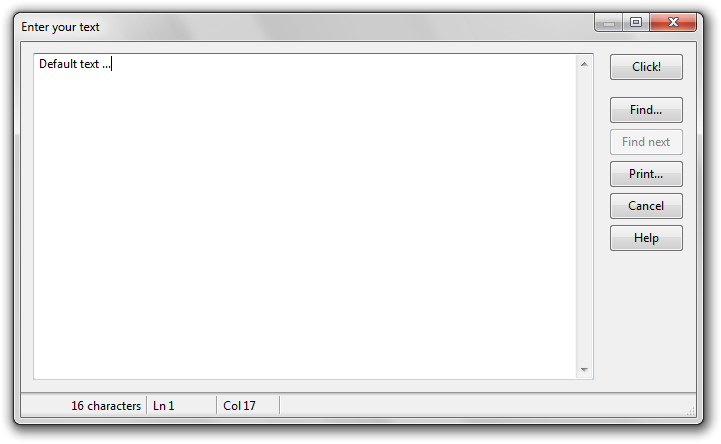 Enter your text
Default text ...
Click!
Find...
Find next
Print...
Cancel
Help
16 characters Ln 1 Col 17